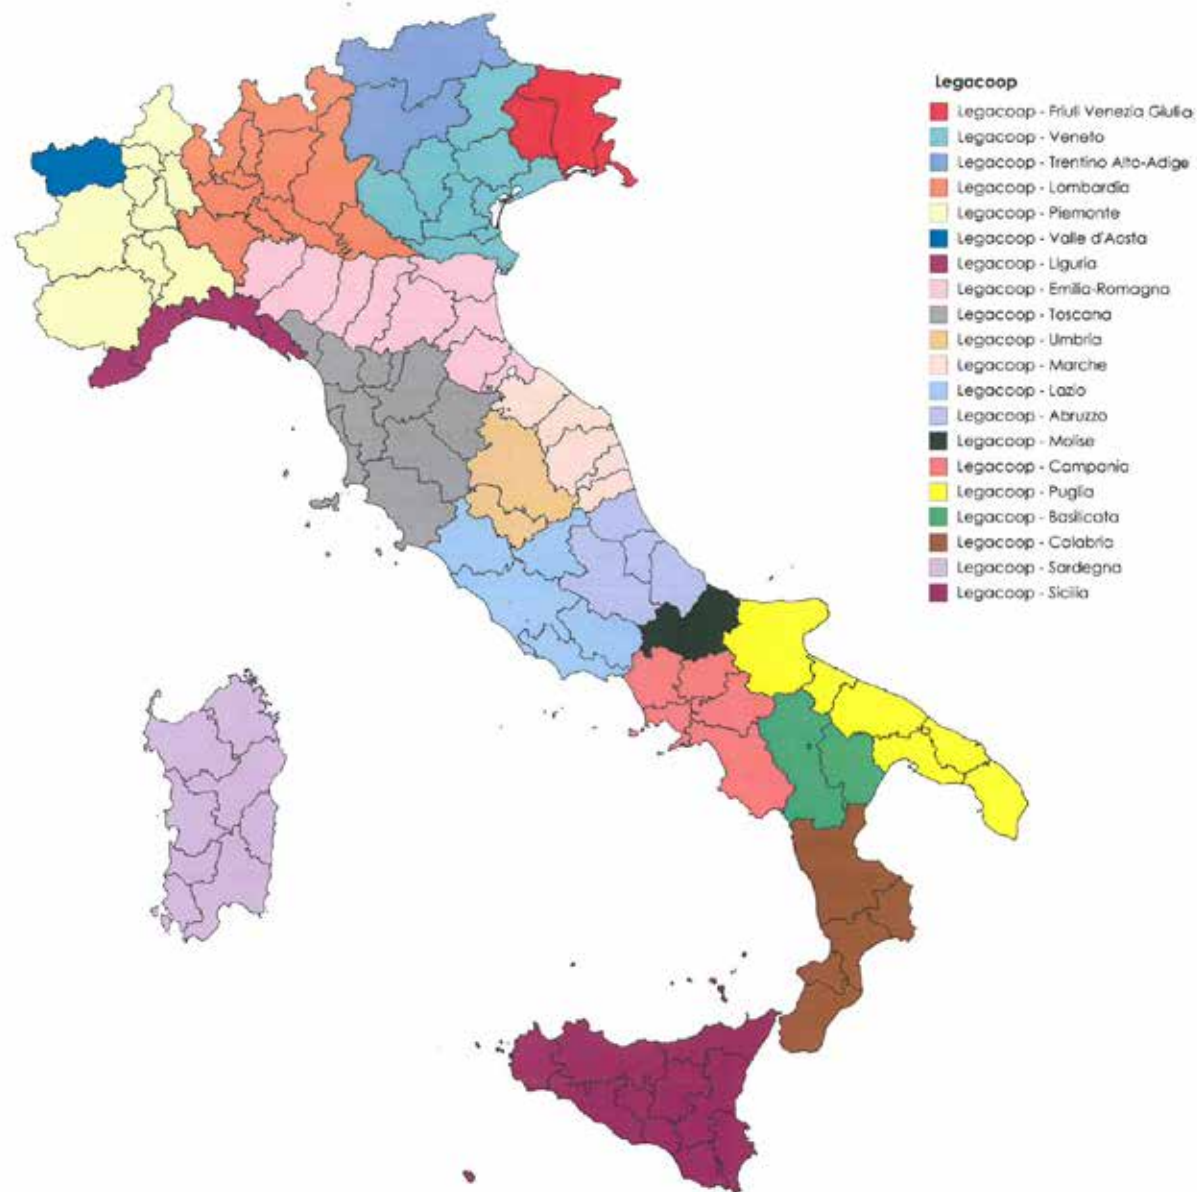 Legacoop
Legacoop - Friuli Venezia Giulia
Legacoop - Veneto
Legacoop - Trentino Alto-Adige
Legacoop - Lombardia
Legacoop - Piemonte
Legacoop - Valle d'Aosta
Legacoop - Liguria
Legacoop - Emilia-Romagna
Legacoop - Toscana
Legacoop - Umbria
Legacoop - Marche
Legacoop - Lazio
Legacoop - Abruzzo
Legacoop - Molise
Legacoop - Campania
Legacoop - Puglia
Legacoop - Basilicata
Legacoop - Calabria
Legacoop - Sardegna
Legacoop - Sicilia